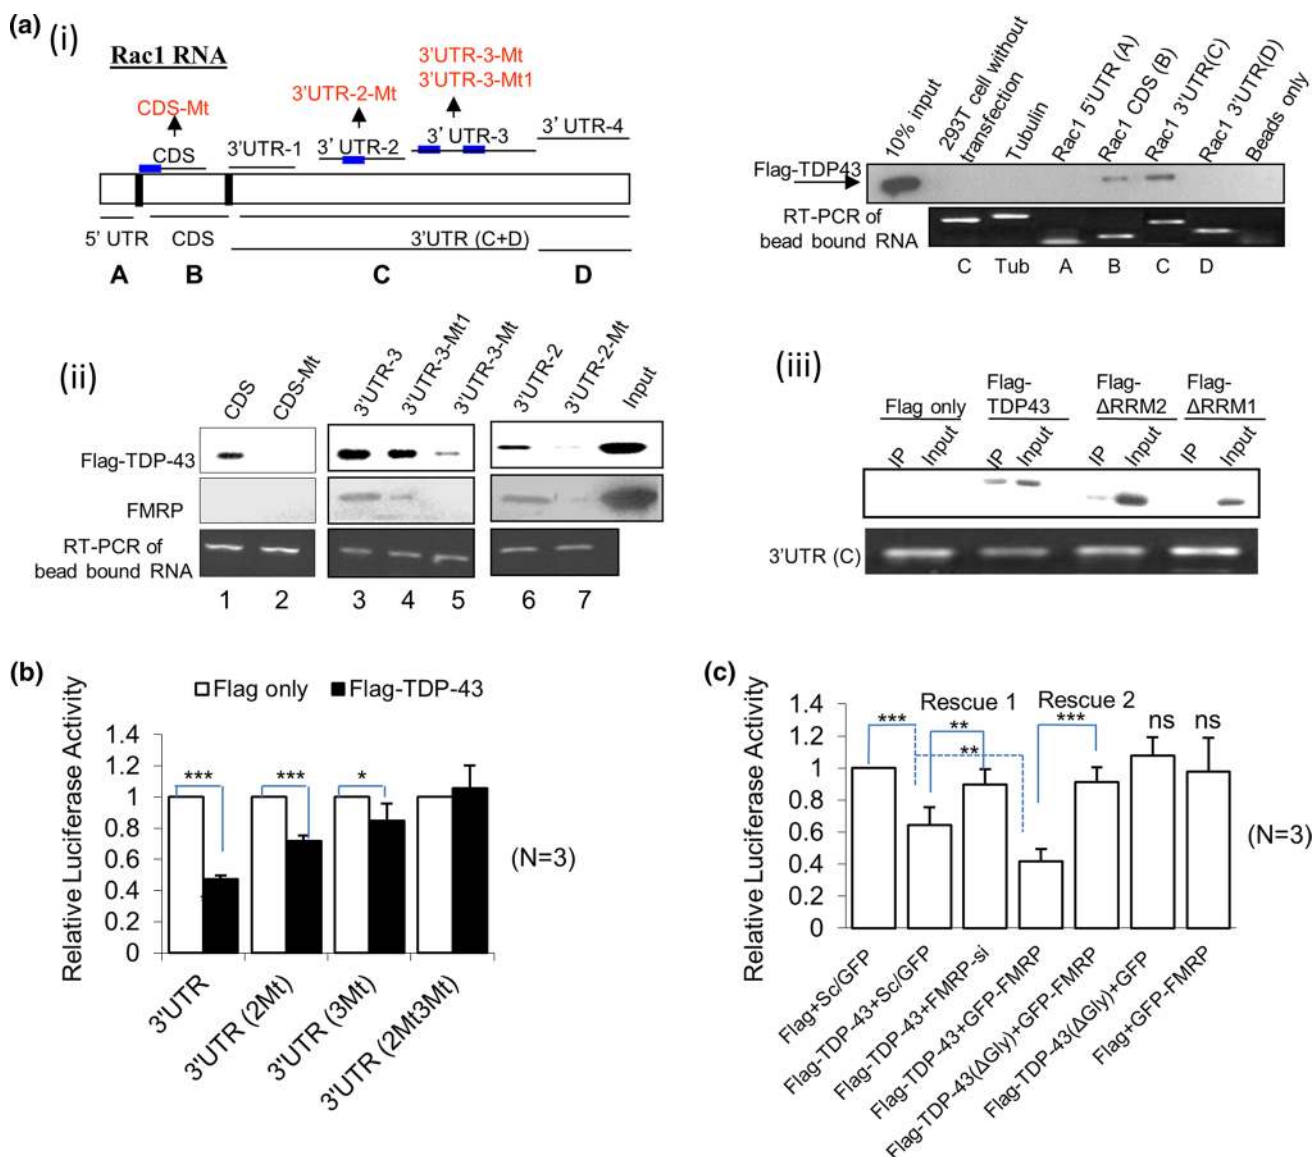 (a) (i)
Rac1 RNA
CDS-Mt
3'UTR-2-Mt
3'UTR-3-Mt
3'UTR-3-Mt1
CDS
3'UTR-1
3' UTR-2
3' UTR-3
3' UTR-4
5' UTR
CDS
3'UTR (C+D)
A
B
C
D
10% input
293T cell without
transfection
Tubulin
Rac1 5'UTR (A)
Rac1 CDS (B)
Rac1 3'UTR(C)
Rac1 3'UTR(D)
Beads only
Flag-TDP43
RT-PCR of
bead bound RNA
C Tub A B C D
(ii)
CDS
CDS-Mt
3'UTR-3
3'UTR-3-Mt1
3'UTR-3-Mt
3'UTR-2
3'UTR-2-Mt
Input
Flag-TDP-43
FMRP
RT-PCR of
bead bound RNA
1 2 3 4 5 6 7
(iii)
Flag only
Flag-
TDP43
Flag-
ΔRRM2
Flag-
ΔRRM1
IP Input IP Input IP Input IP Input
3'UTR (C)
(b)
Flag only Flag-TDP-43
Relative Luciferase Activity
1.4
1.2
1
0.8
0.6
0.4
0.2
0
*** *** *
(N=3)
3'UTR
3'UTR (2Mt)
3'UTR (3Mt)
3'UTR (2Mt3Mt)
(c)
Relative Luciferase Activity
Rescue 1 Rescue 2
*** ** ** *** ns ns
1.4
1.2
1
0.8
0.6
0.4
0.2
0
(N=3)
Flag+Sc/GFP
Flag-TDP-43+Sc/GFP
Flag-TDP-43+FMRP-si
Flag-TDP-43+GFP-FMRP
Flag-TDP-43(ΔGly)+GFP-FMRP
Flag-TDP-43(ΔGly)+GFP
Flag+GFP-FMRP